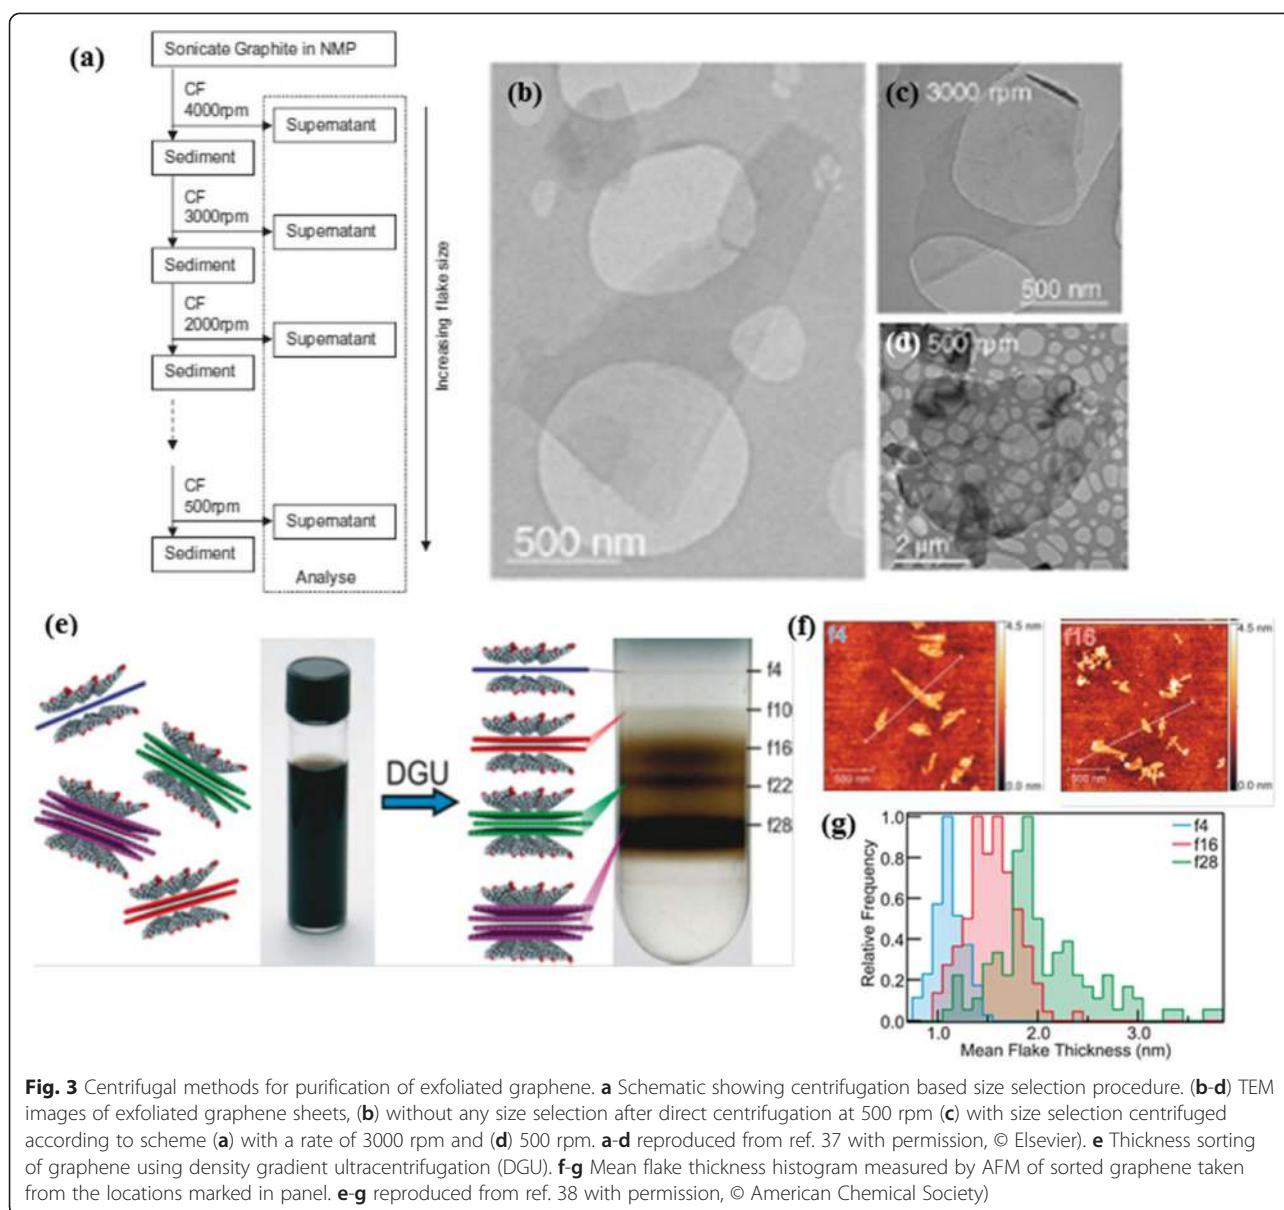 (a)
Sonicate Graphite in NMP
CF
4000rpm
Supernatant
Sediment
CF
3000rpm
Supernatant
Sediment
CF
2000rpm
Supernatant
Sediment
CF
500rpm
Supernatant
Sediment
Analyse
Increasing flake size
(b)
500 nm
(c) 3000 rpm
500 nm
(d) 500 rpm
2 μm
(e)
DGU
f4
f10
f16
f22
f28
(f)
f4
4.5 nm
0.0 nm
500 nm
f16
4.5 nm
0.0 nm
500 nm
(g)
Relative Frequency
1.0
0.8
0.6
0.4
0.2
0.0
f4
f16
f28
1.0 2.0 3.0
Mean Flake Thickness (nm)
Fig. 3 Centrifugal methods for purification of exfoliated graphene. a Schematic showing centrifugation based size selection procedure. (b-d) TEM
images of exfoliated graphene sheets, (b) without any size selection after direct centrifugation at 500 rpm (c) with size selection centrifuged
according to scheme (a) with a rate of 3000 rpm and (d) 500 rpm. a-d reproduced from ref. 37 with permission, © Elsevier). e Thickness sorting
of graphene using density gradient ultracentrifugation (DGU). f-g Mean flake thickness histogram measured by AFM of sorted graphene taken
from the locations marked in panel. e-g reproduced from ref. 38 with permission, © American Chemical Society)